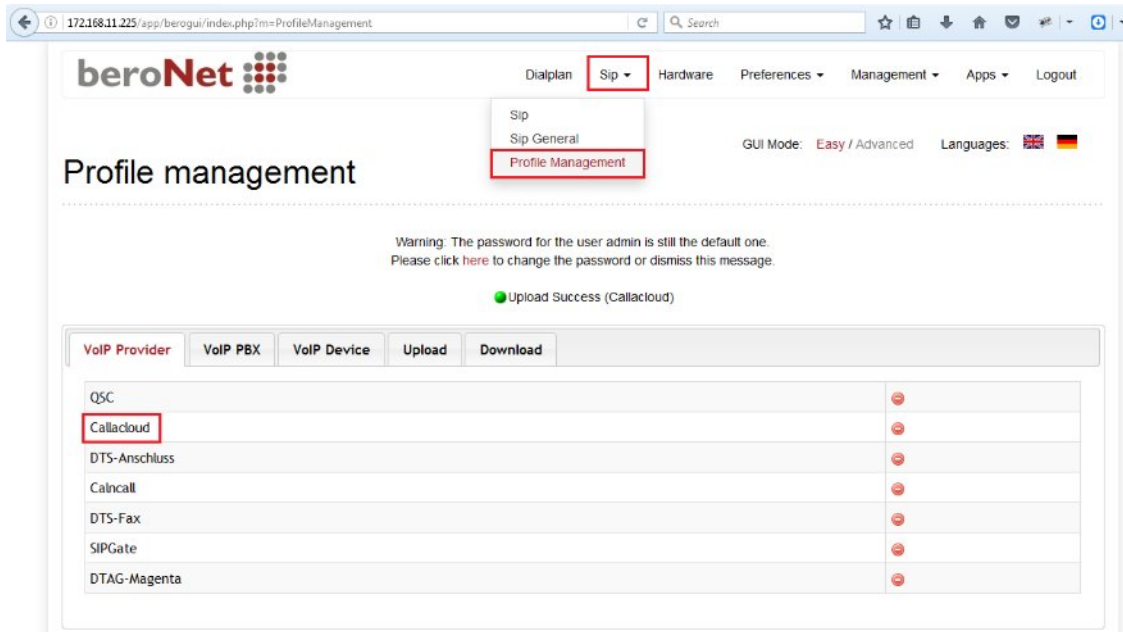 172.168.11.225/app/berogui/index.php?m=ProfileManagement Search
beroNet Dialplan Sip Hardware Preferences Management Apps Logout
Sip
Sip General
Profile Management
GUI Mode: Easy / Advanced Languages:
Profile management
Warning: The password for the user admin is still the default one.
Please click here to change the password or dismiss this message.
Upload Success (Callacloud)
VoIP Provider VoIP PBX VoIP Device Upload Download
QSC
Callacloud
DTS-Anschluss
Calncall
DTS-Fax
SIPGate
DTAG-Magenta